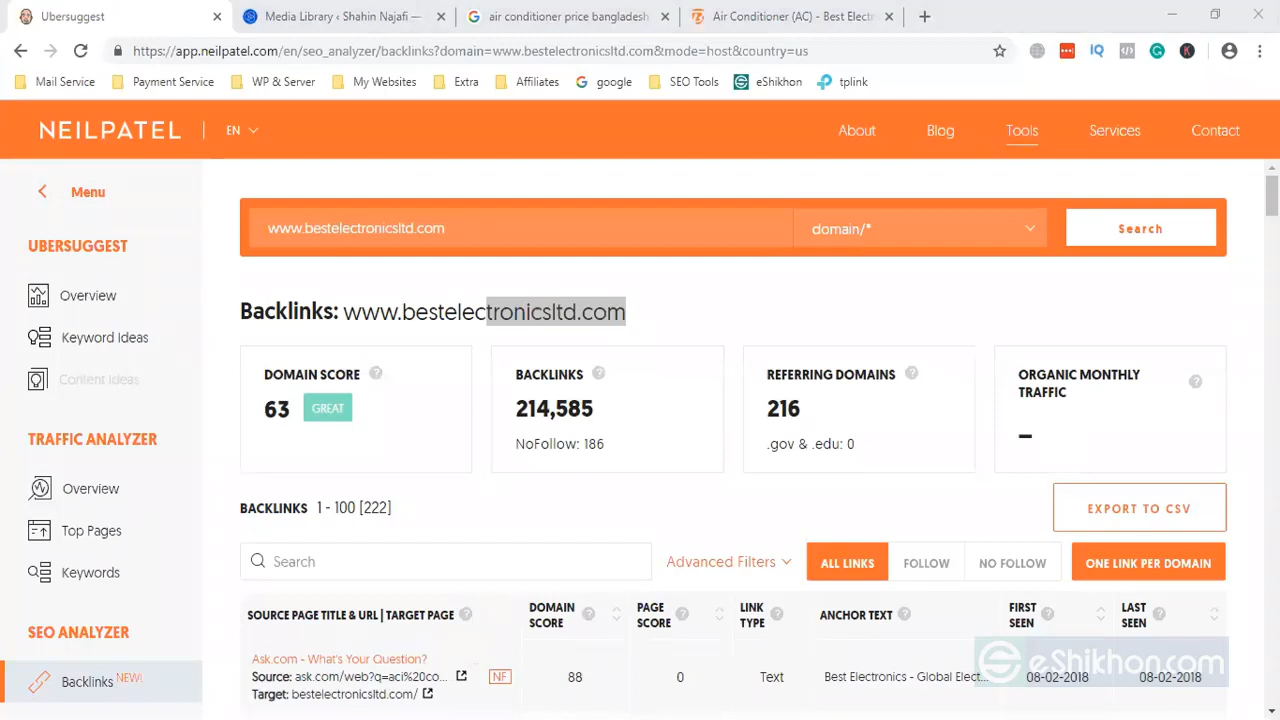 Ubersuggest
Media Library ‹ Shahin Najafi —
air conditioner price bangladesh
Air Conditioner (AC) - Best Electr
https://app.neilpatel.com/en/seo_analyzer/backlinks?domain=www.bestelectronicsltd.com&mode=host&country=us
IQ
K
Mail Service
Payment Service
WP & Server
My Websites
Extra
Affiliates
google
SEO Tools
eShikhon
tplink
NEILPATEL
EN
About
Blog
Tools
Services
Contact
Menu
UBERSUGGEST
Overview
Keyword Ideas
Content Ideas
TRAFFIC ANALYZER
Overview
Top Pages
Keywords
SEO ANALYZER
Backlinks NEW!
www.bestelectronicsltd.com
domain/*
Search
Backlinks: www.bestelectronicsltd.com
DOMAIN SCORE ?
63 GREAT
BACKLINKS ?
214,585
NoFollow: 186
REFERRING DOMAINS ?
216
.gov & .edu: 0
ORGANIC MONTHLY
TRAFFIC ?
–
BACKLINKS 1 - 100 [222]
EXPORT TO CSV
Search
Advanced Filters
ALL LINKS
FOLLOW
NO FOLLOW
ONE LINK PER DOMAIN
SOURCE PAGE TITLE & URL | TARGET PAGE ?
DOMAIN
SCORE ?
PAGE
SCORE ?
LINK
TYPE ?
ANCHOR TEXT ?
FIRST
SEEN ?
LAST
SEEN ?
Ask.com - What's Your Question?
Source: ask.com/web?q=aci%20co...
Target: bestelectronicsltd.com/
NF
88
0
Text
Best Electronics - Global Elect...
08-02-2018
08-02-2018
eShikhon.com